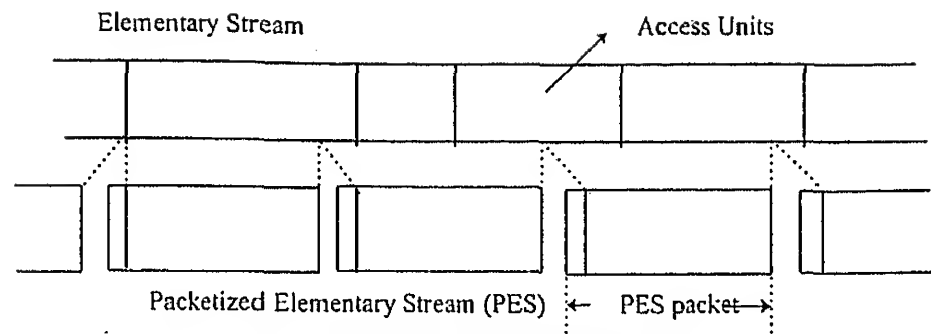 Elementary Stream
Access Units
Packetized Elementary Stream (PES)
PES packet